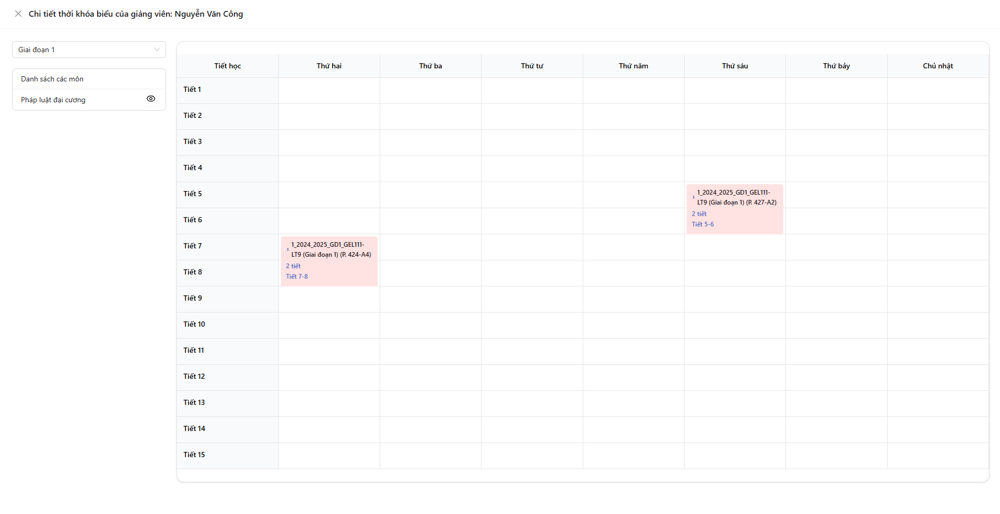 Chi tiết thời khóa biểu của giảng viên: Nguyễn Văn Công
Giai đoạn 1
Danh sách các môn
Pháp luật đại cương
Tiết học
Thứ hai
Thứ ba
Thứ tư
Thứ năm
Thứ sáu
Thứ bảy
Chủ nhật
Tiết 1
Tiết 2
Tiết 3
Tiết 4
Tiết 5
1_2024_2025_GD1_GEL111-
LT9 (Giai đoạn 1) (P. 427-A2)
2 tiết
Tiết 5-6
Tiết 6
Tiết 7
1_2024_2025_GD1_GEL111-
LT9 (Giai đoạn 1) (P. 424-A4)
2 tiết
Tiết 7-8
Tiết 8
Tiết 9
Tiết 10
Tiết 11
Tiết 12
Tiết 13
Tiết 14
Tiết 15